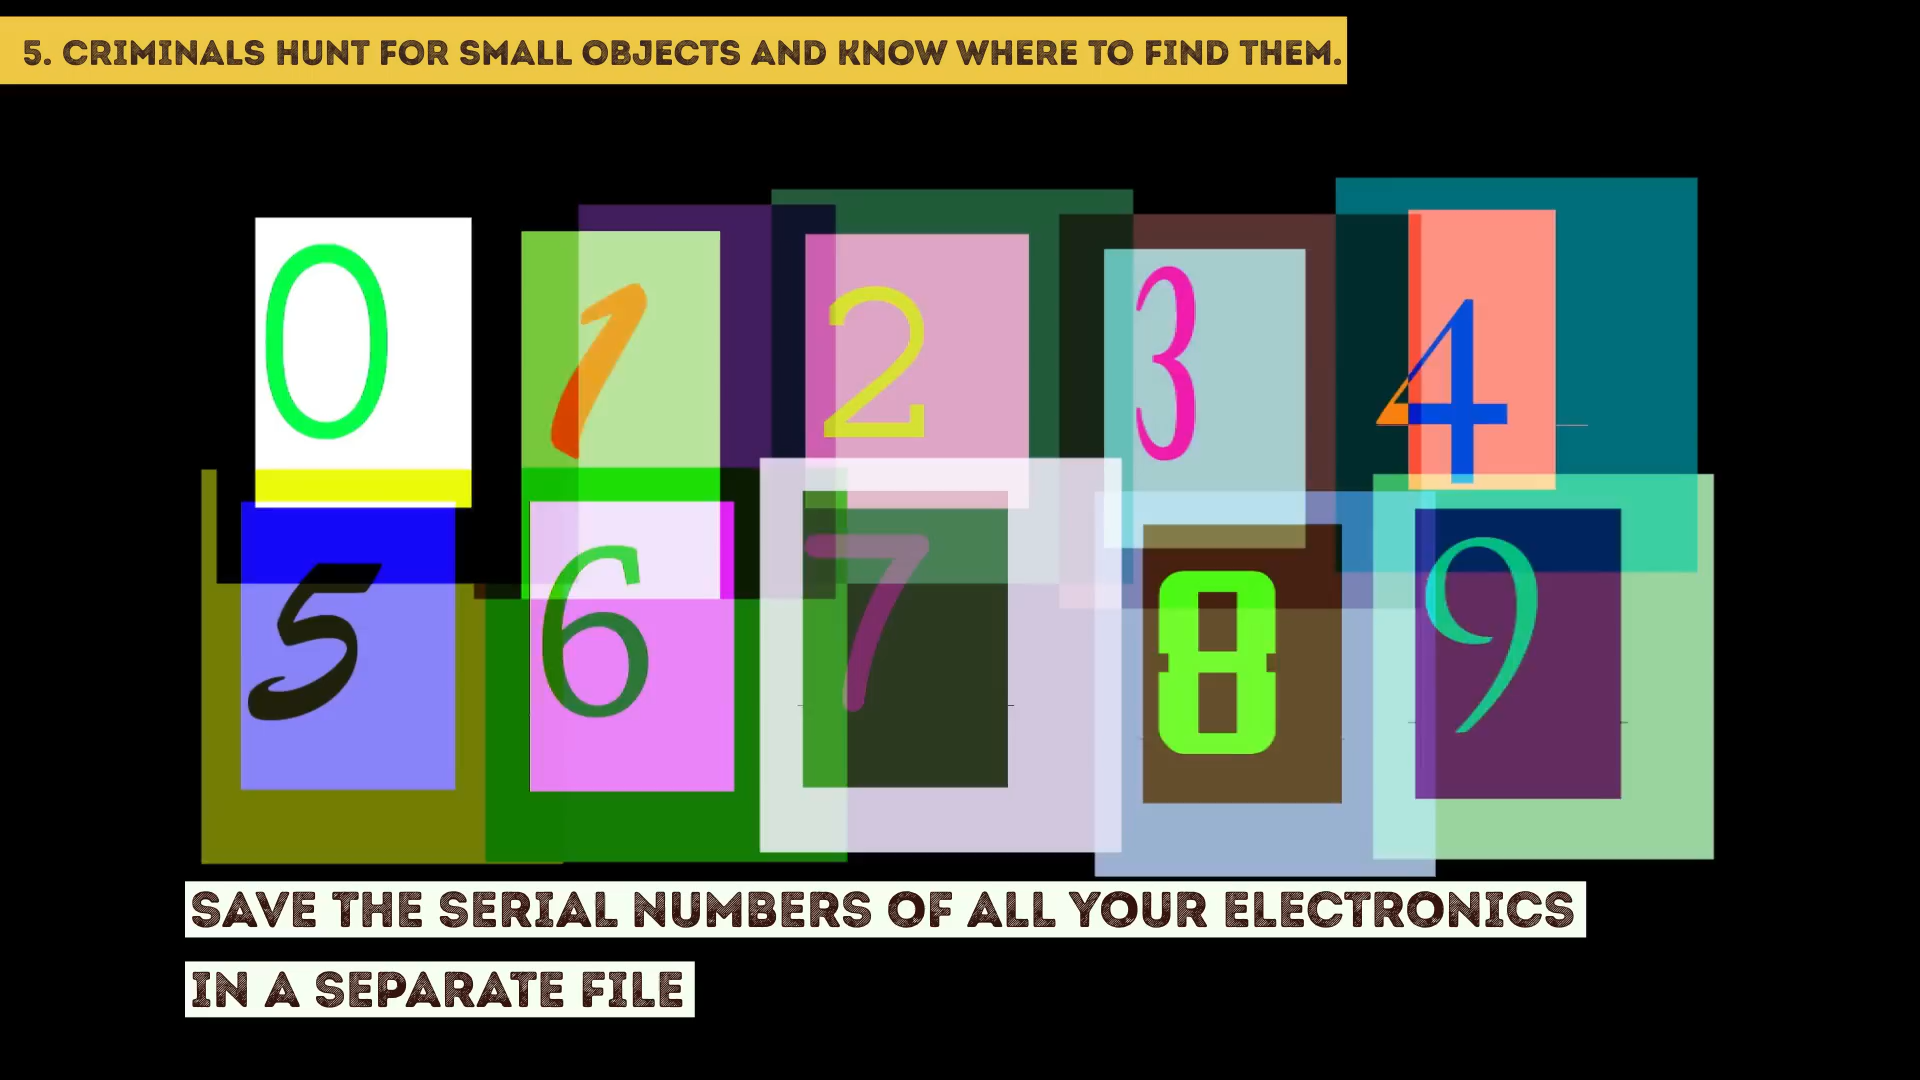 5. CRIMINALS HUNT FOR SMALL OBJECTS AND KNOW WHERE TO FIND THEM.
0 1 2 3 4
5 6 7 8 9
SAVE THE SERIAL NUMBERS OF ALL YOUR ELECTRONICS
IN A SEPARATE FILE